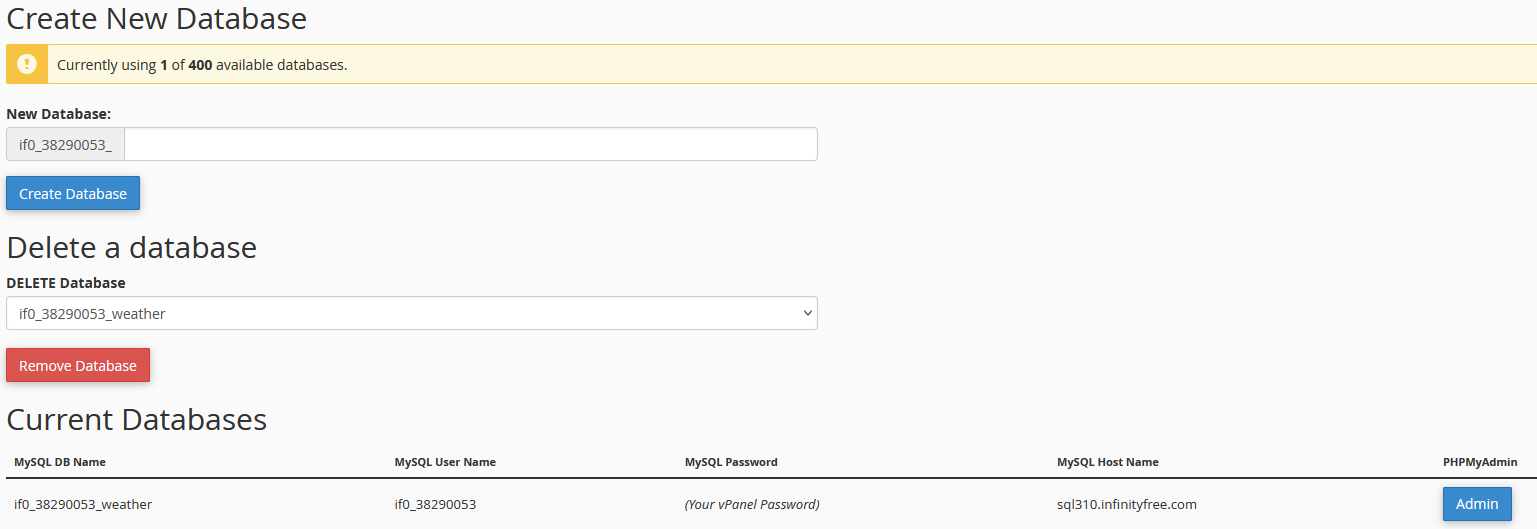 Create New Database
Currently using 1 of 400 available databases.
New Database:
if0_38290053_
Create Database
Delete a database
DELETE Database
if0_38290053_weather
Remove Database
Current Databases
MySQL DB Name MySQL User Name MySQL Password MySQL Host Name PHPMyAdmin
if0_38290053_weather if0_38290053 (Your vPanel Password) sql310.infinityfree.com Admin